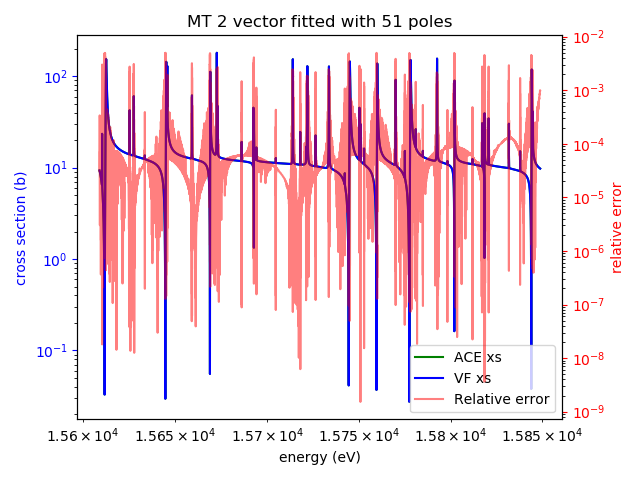 MT 2 vector fitted with 51 poles
cross section (b)
10²
10¹
10⁰
10⁻¹
10⁻²
10⁻³
10⁻⁴
10⁻⁵
10⁻⁶
10⁻⁷
10⁻⁸
10⁻⁹
relative error
ACE xs
VF xs
Relative error
1.56 × 10⁴ 1.565 × 10⁴ 1.57 × 10⁴ 1.575 × 10⁴ 1.58 × 10⁴ 1.585 × 10⁴
energy (eV)